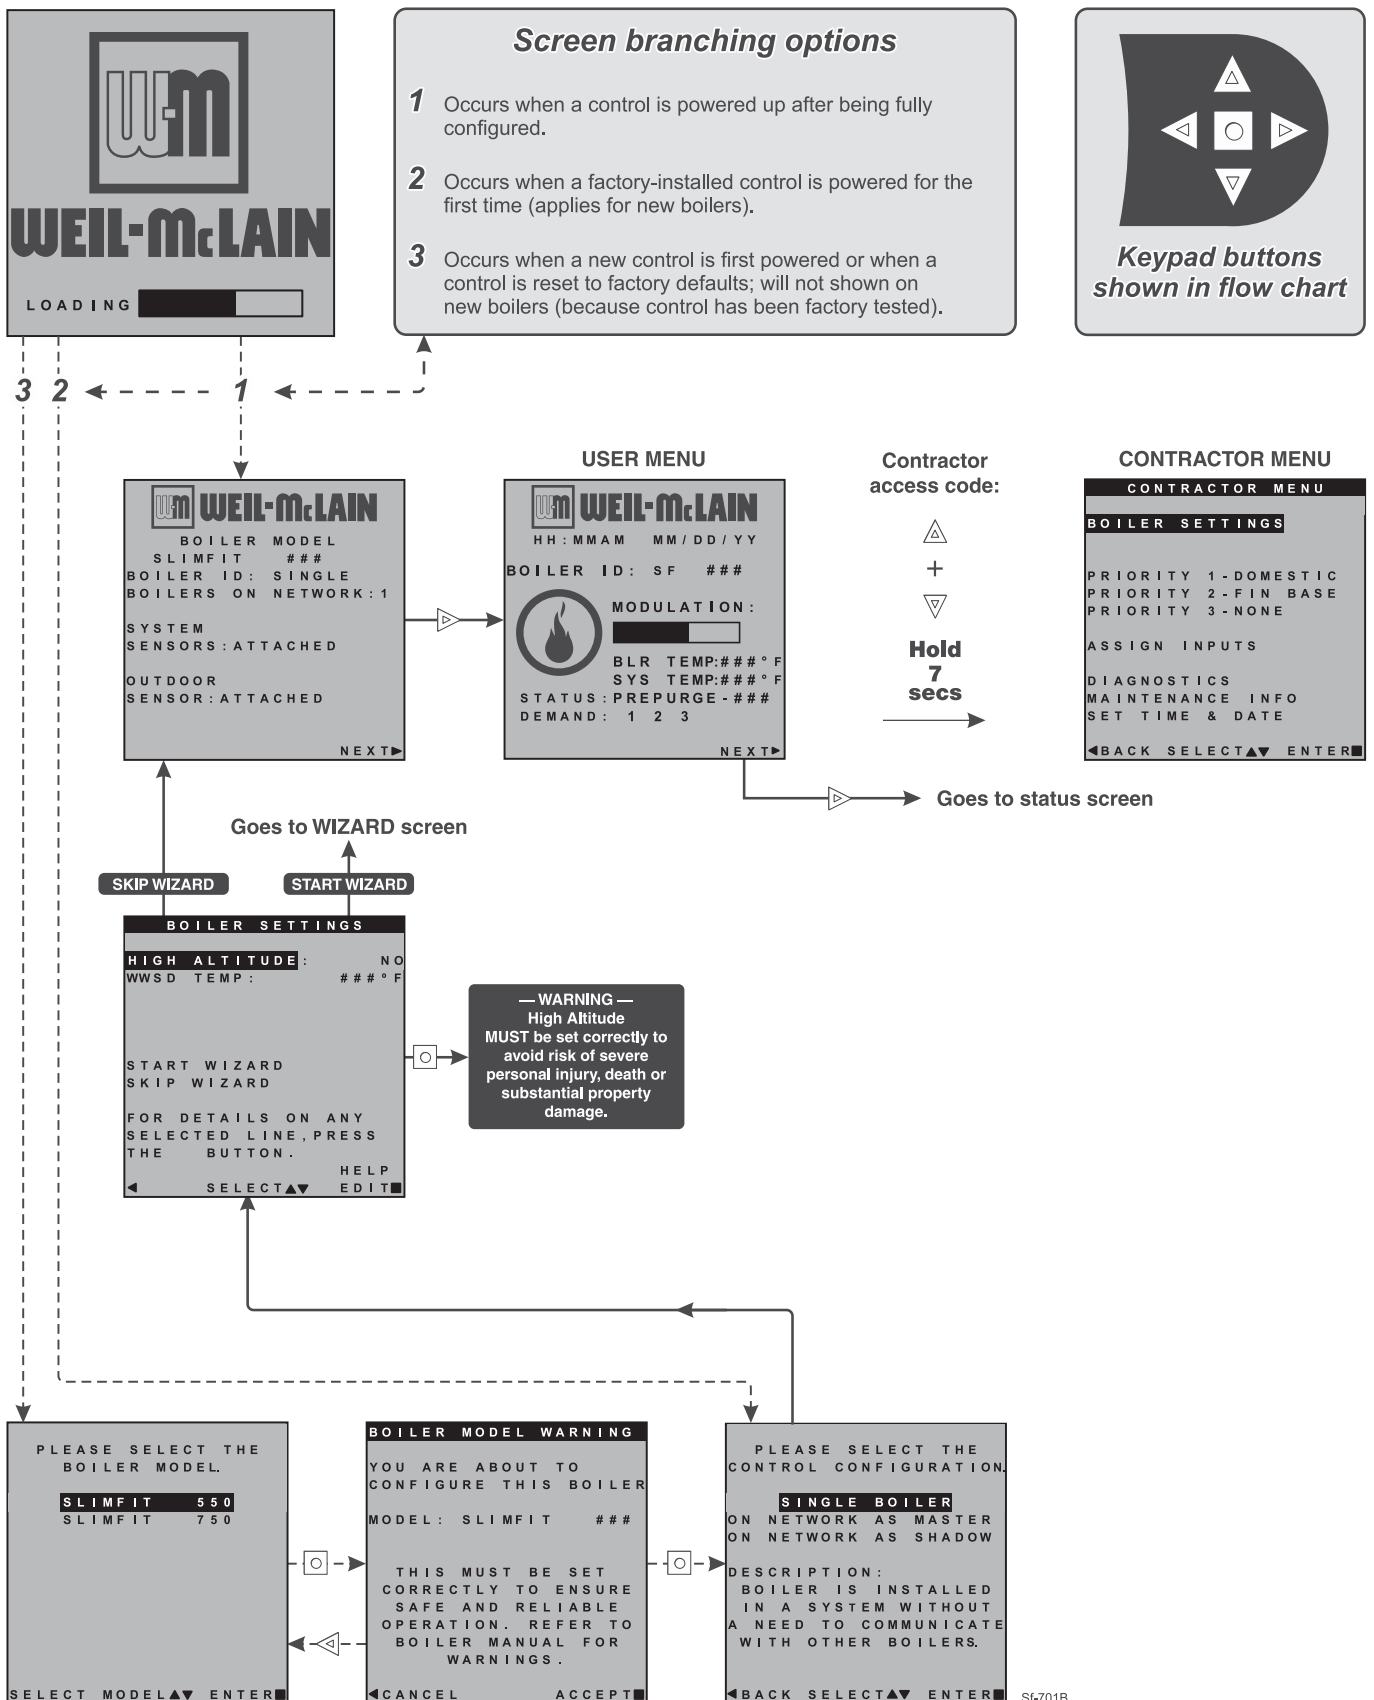 WM
WEIL-McLAIN
LOADING
Screen branching options
1 Occurs when a control is powered up after being fully
configured.
2 Occurs when a factory-installed control is powered for the
first time (applies for new boilers).
3 Occurs when a new control is first powered or when a
control is reset to factory defaults; will not shown on
new boilers (because control has been factory tested).
Keypad buttons
shown in flow chart
3 2 1
WM WEIL-McLAIN
BOILER MODEL
SLIMFIT ###
BOILER ID: SINGLE
BOILERS ON NETWORK:1
SYSTEM
SENSORS:ATTACHED
OUTDOOR
SENSOR:ATTACHED
NEXT▶
USER MENU
WM WEIL-McLAIN
HH:MMAM MM/DD/YY
BOILER ID: SF ###
MODULATION:
BLR TEMP:###°F
SYS TEMP:###°F
STATUS:PREPURGE-###
DEMAND: 1 2 3
NEXT▶
Goes to status screen
Contractor
access code:
+
Hold
7
secs
CONTRACTOR MENU
CONTRACTOR MENU
BOILER SETTINGS
PRIORITY 1-DOMESTIC
PRIORITY 2-FIN BASE
PRIORITY 3-NONE
ASSIGN INPUTS
DIAGNOSTICS
MAINTENANCE INFO
SET TIME & DATE
◀BACK SELECT▲▼ ENTER■
Goes to WIZARD screen
SKIP WIZARD
START WIZARD
BOILER SETTINGS
HIGH ALTITUDE: NO
WWSD TEMP: ###°F
START WIZARD
SKIP WIZARD
FOR DETAILS ON ANY
SELECTED LINE,PRESS
THE BUTTON.
HELP
◀ SELECT▲▼ EDIT■
— WARNING —
High Altitude
MUST be set correctly to
avoid risk of severe
personal injury, death or
substantial property
damage.
PLEASE SELECT THE
BOILER MODEL.
SLIMFIT 550
SLIMFIT 750
SELECT MODEL▲▼ ENTER■
BOILER MODEL WARNING
YOU ARE ABOUT TO
CONFIGURE THIS BOILER
MODEL: SLIMFIT ###
THIS MUST BE SET
CORRECTLY TO ENSURE
SAFE AND RELIABLE
OPERATION. REFER TO
BOILER MANUAL FOR
WARNINGS.
◀CANCEL ACCEPT■
PLEASE SELECT THE
CONTROL CONFIGURATION.
SINGLE BOILER
ON NETWORK AS MASTER
ON NETWORK AS SHADOW
DESCRIPTION:
BOILER IS INSTALLED
IN A SYSTEM WITHOUT
A NEED TO COMMUNICATE
WITH OTHER BOILERS.
◀BACK SELECT▲▼ ENTER■
Sf-701B